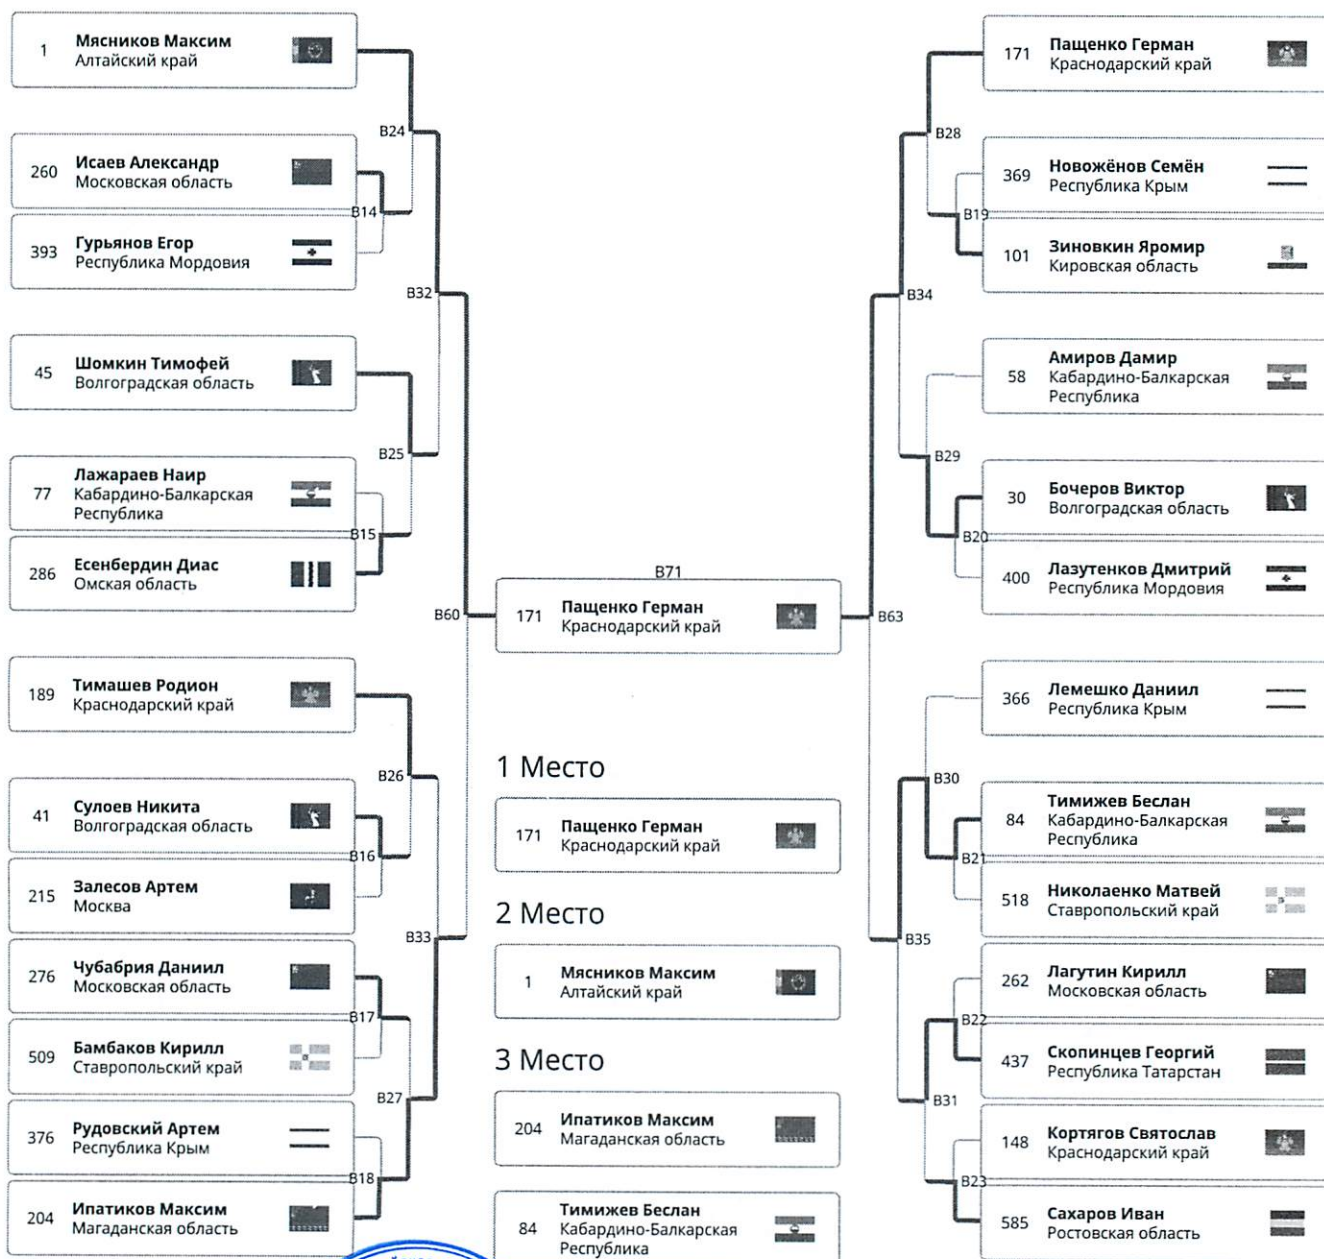 1 Мясников Максим
Алтайский край
B24
260 Исаев Александр
Московская область
B14
393 Гурьянов Егор
Республика Мордовия
B32
45 Шомкин Тимофей
Волгоградская область
B25
77 Лажараев Наир
Кабардино-Балкарская
Республика
B15
286 Есенбердин Диас
Омская область
B60
189 Тимашев Родион
Краснодарский край
B26
41 Сулоев Никита
Волгоградская область
B16
215 Залесов Артем
Москва
B33
276 Чубабрия Даниил
Московская область
B17
509 Бамбаков Кирилл
Ставропольский край
B27
376 Рудовский Артем
Республика Крым
B18
204 Ипатиков Максим
Магаданская область
B71
171 Пащенко Герман
Краснодарский край
1 Место
171 Пащенко Герман
Краснодарский край
2 Место
1 Мясников Максим
Алтайский край
3 Место
204 Ипатиков Максим
Магаданская область
84 Тимижев Беслан
Кабардино-Балкарская
Республика
171 Пащенко Герман
Краснодарский край
B28
369 Новожёнов Семён
Республика Крым
B19
101 Зиновкин Яромир
Кировская область
B34
58 Амиров Дамир
Кабардино-Балкарская
Республика
B29
30 Бочеров Виктор
Волгоградская область
B20
400 Лазутенков Дмитрий
Республика Мордовия
B63
366 Лемешко Даниил
Республика Крым
B30
84 Тимижев Беслан
Кабардино-Балкарская
Республика
B21
518 Николаенко Матвей
Ставропольский край
B35
262 Лагутин Кирилл
Московская область
B22
437 Скопинцев Георгий
Республика Татарстан
B31
148 Кортягов Святослав
Краснодарский край
B23
585 Сахаров Иван
Ростовская область